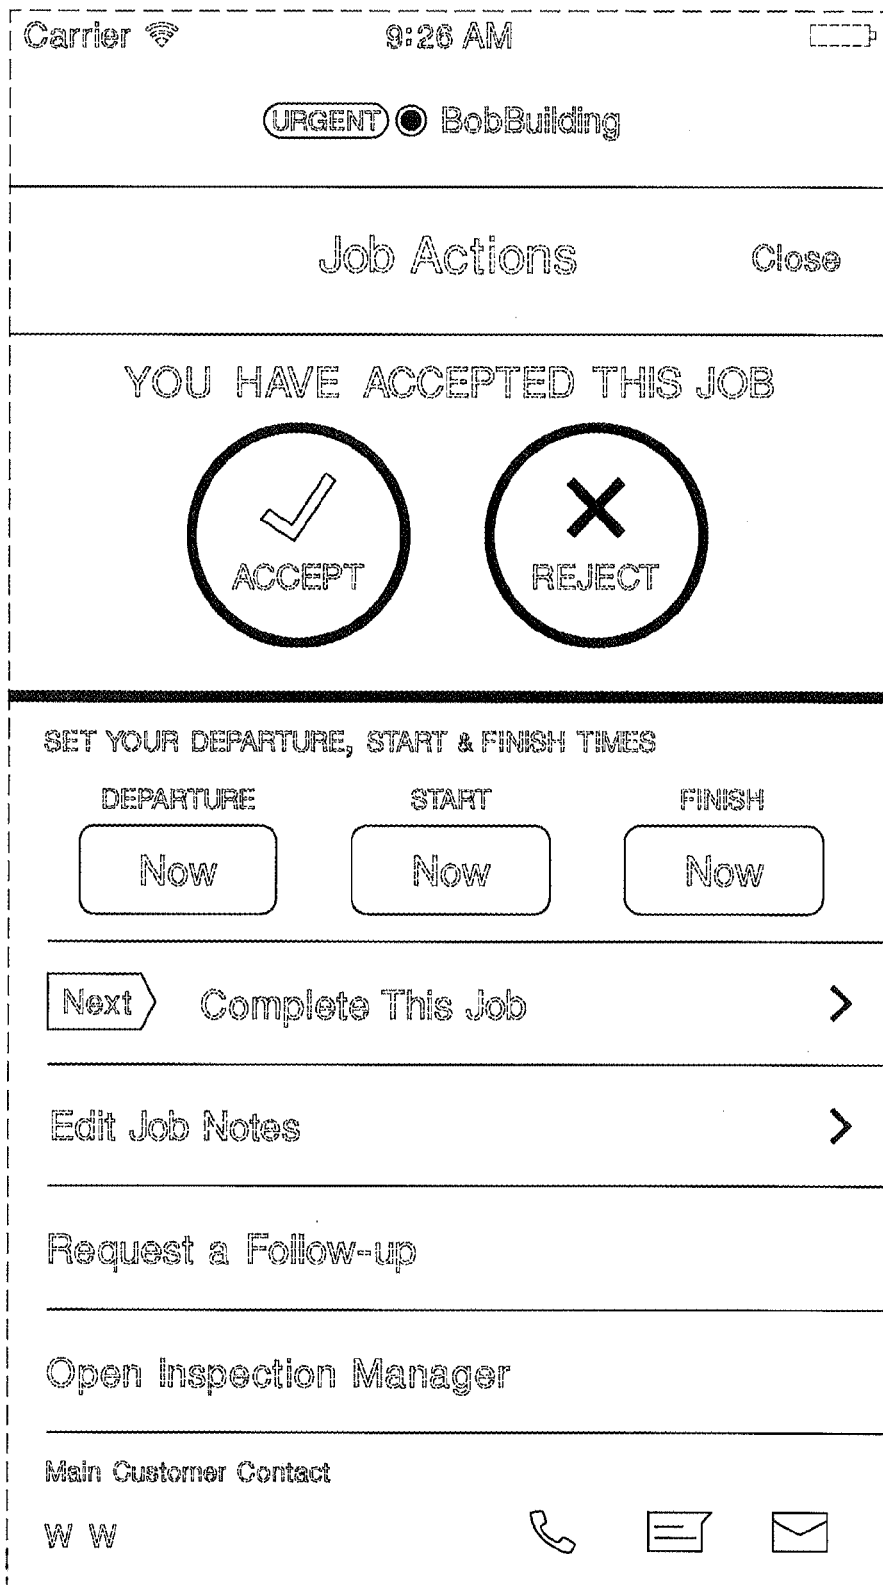 Carrier 9:26 AM
URGENT BobBuilding
Job Actions Close
YOU HAVE ACCEPTED THIS JOB
ACCEPT REJECT
SET YOUR DEPARTURE, START & FINISH TIMES
DEPARTURE START FINISH
Now Now Now
Next Complete This Job
Edit Job Notes
Request a Follow-up
Open Inspection Manager
Main Customer Contact
W W